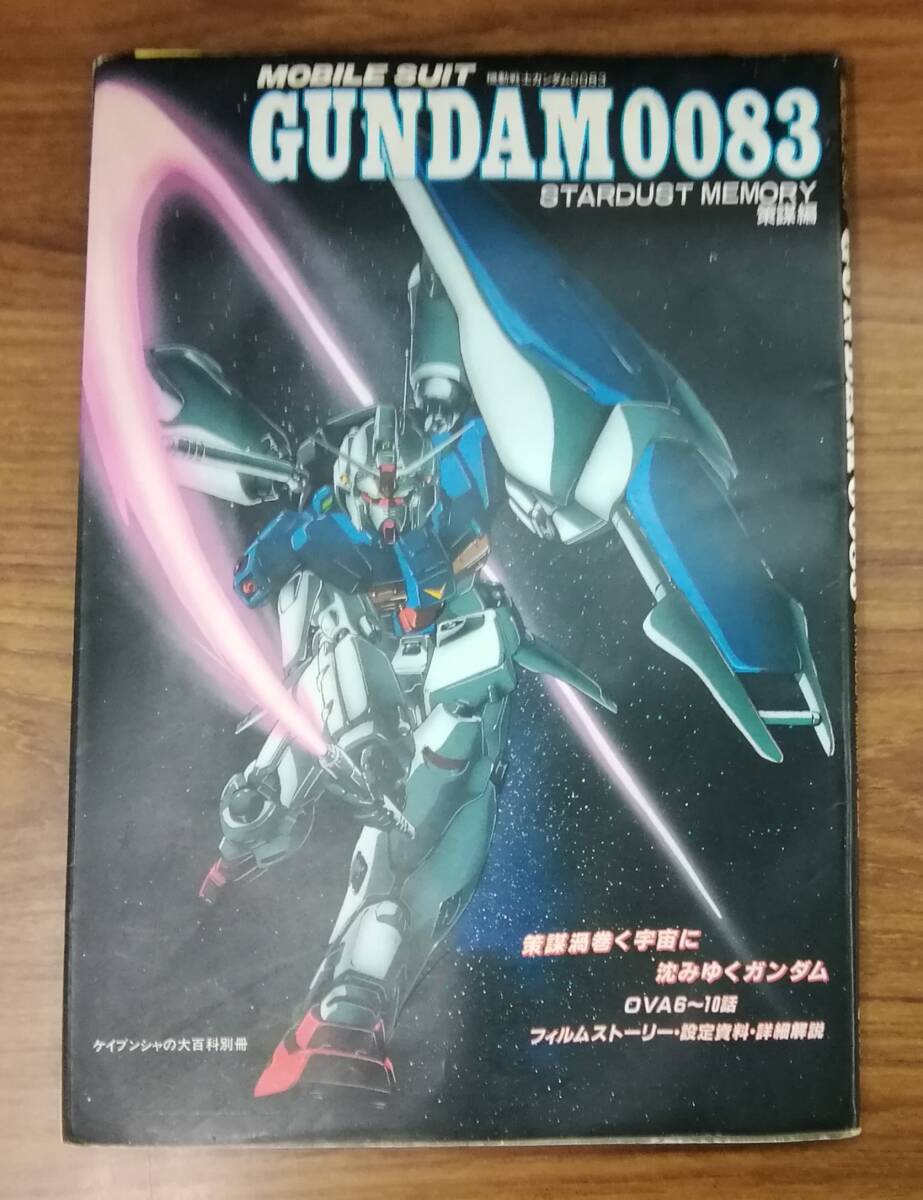 MOBILE SUIT 機動戦士ガンダム0083
GUNDAM0083
STARDUST MEMORY
策謀編
策謀渦巻く宇宙に
沈みゆくガンダム
OVA6〜10話
フィルムストーリー・設定資料・詳細解説
ケイブンシャの大百科別冊